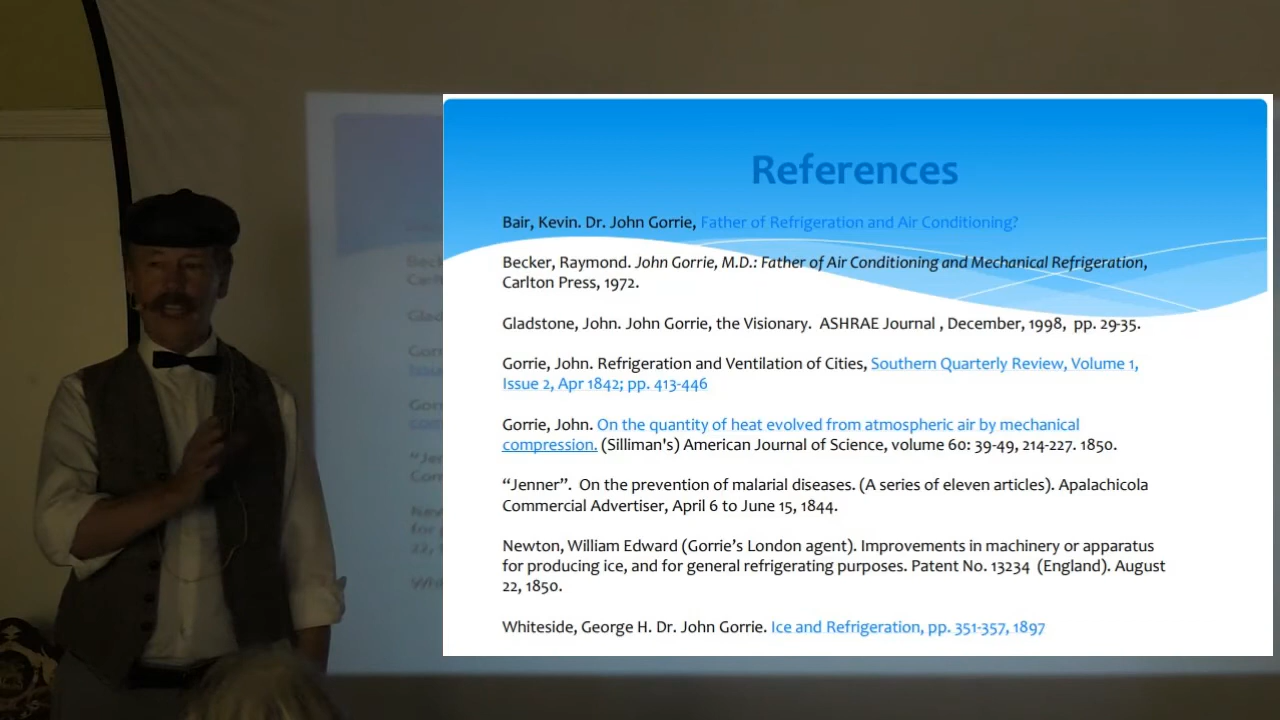 References
Bair, Kevin. Dr. John Gorrie, Father of Refrigeration and Air Conditioning?
Becker, Raymond. John Gorrie, M.D.: Father of Air Conditioning and Mechanical Refrigeration,
Carlton Press, 1972.
Gladstone, John. John Gorrie, the Visionary.  ASHRAE Journal , December, 1998,  pp. 29-35.
Gorrie, John. Refrigeration and Ventilation of Cities, Southern Quarterly Review, Volume 1,
Issue 2, Apr 1842; pp. 413-446
Gorrie, John. On the quantity of heat evolved from atmospheric air by mechanical
compression. (Silliman's) American Journal of Science, volume 60: 39-49, 214-227. 1850.
“Jenner”.  On the prevention of malarial diseases. (A series of eleven articles). Apalachicola
Commercial Advertiser, April 6 to June 15, 1844.
Newton, William Edward (Gorrie’s London agent). Improvements in machinery or apparatus
for producing ice, and for general refrigerating purposes. Patent No. 13234  (England). August
22, 1850.
Whiteside, George H. Dr. John Gorrie. Ice and Refrigeration, pp. 351-357, 1897